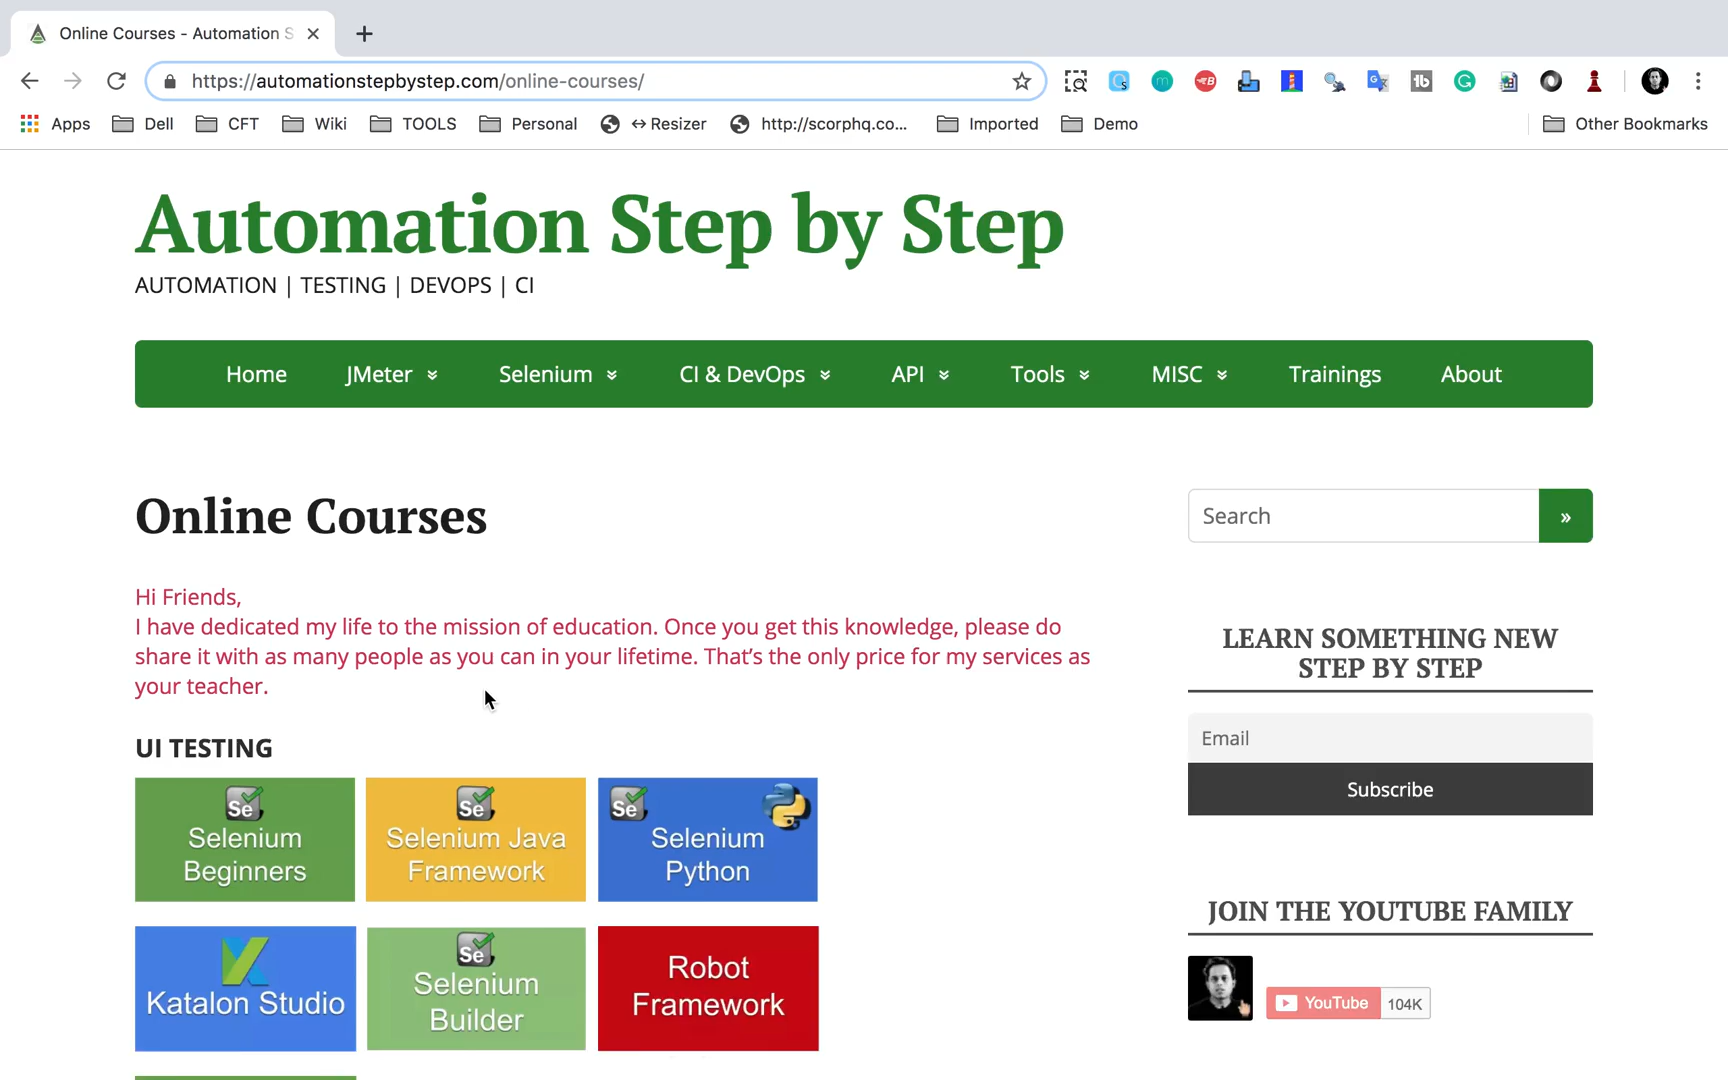 Online Courses - Automation S
https://automationstepbystep.com/online-courses/
Apps Dell CFT Wiki TOOLS Personal ↔ Resizer http://scorphq.co... Imported Demo Other Bookmarks
Automation Step by Step
AUTOMATION | TESTING | DEVOPS | CI
Home JMeter Selenium CI & DevOps API Tools MISC Trainings About
Online Courses
Search »
Hi Friends,
I have dedicated my life to the mission of education. Once you get this knowledge, please do
share it with as many people as you can in your lifetime. That’s the only price for my services as
your teacher.
UI TESTING
Se
Selenium
Beginners
Se
Selenium Java
Framework
Se
Selenium
Python
Katalon Studio
Se
Selenium
Builder
Robot
Framework
LEARN SOMETHING NEW
STEP BY STEP
Email
Subscribe
JOIN THE YOUTUBE FAMILY
YouTube 104K